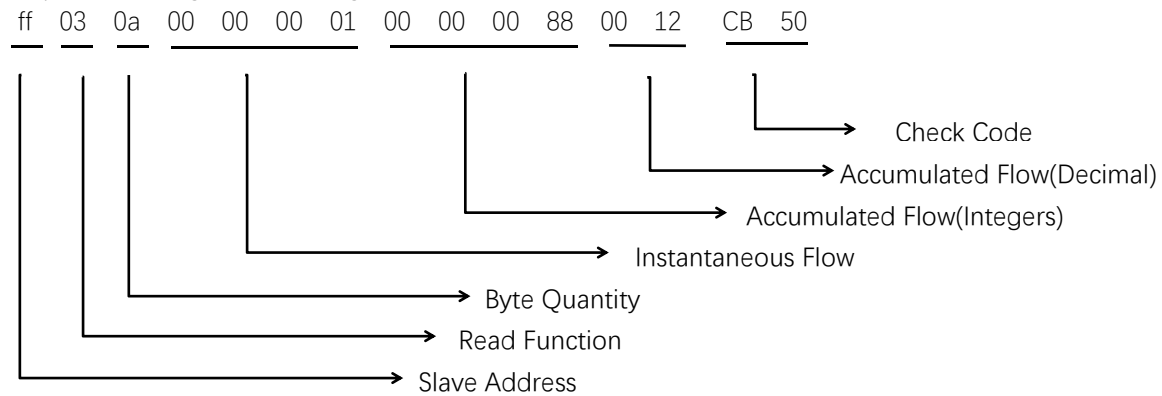 ff 03 0a 00 00 00 01 00 00 00 88 00 12 CB 50
Check Code
Accumulated Flow(Decimal)
Accumulated Flow(Integers)
Instantaneous Flow
Byte Quantity
Read Function
Slave Address